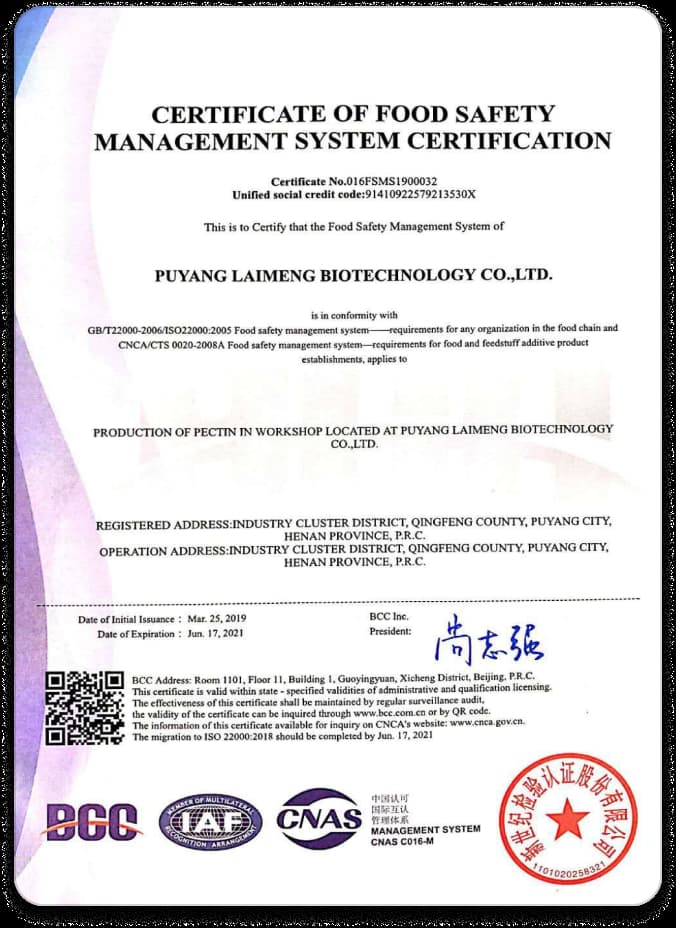 CERTIFICATE OF FOOD SAFETY
MANAGEMENT SYSTEM CERTIFICATION
Certificate No.016FSMS1900032
Unified social credit code:91410922579213530X
This is to Certify that the Food Safety Management System of
PUYANG LAIMENG BIOTECHNOLOGY CO.,LTD.
is in conformity with
GB/T22000-2006/ISO22000:2005 Food safety management system——requirements for any organization in the food chain and
CNCA/CTS 0020-2008A Food safety management system—requirements for food and feedstuff additive product
establishments, applies to
PRODUCTION OF PECTIN IN WORKSHOP LOCATED AT PUYANG LAIMENG BIOTECHNOLOGY
CO.,LTD.
REGISTERED ADDRESS:INDUSTRY CLUSTER DISTRICT, QINGFENG COUNTY, PUYANG CITY,
HENAN PROVINCE, P.R.C.
OPERATION ADDRESS:INDUSTRY CLUSTER DISTRICT, QINGFENG COUNTY, PUYANG CITY,
HENAN PROVINCE, P.R.C.
Date of Initial Issuance : Mar. 25, 2019
Date of Expiration : Jun. 17, 2021
BCC Inc.
President:
尚志强
BCC Address: Room 1101, Floor 11, Building 1, Guoyingyuan, Xicheng District, Beijing, P.R.C.
This certificate is valid within state - specified validities of administrative and qualification licensing.
The effectiveness of this certificate shall be maintained by regular surveillance audit,
the validity of the certificate can be inquired through www.bcc.com.cn or by QR code.
The information of this certificate available for inquiry on CNCA's website: www.cnca.gov.cn.
The migration to ISO 22000:2018 should be completed by Jun. 17, 2021
BCC
MEMBER OF MULTILATERAL
IAF
RECOGNITION ARRANGEMENT
CNAS
中国认可
国际互认
管理体系
MANAGEMENT SYSTEM
CNAS C016-M
新世纪检验认证股份有限公司
1101020258321